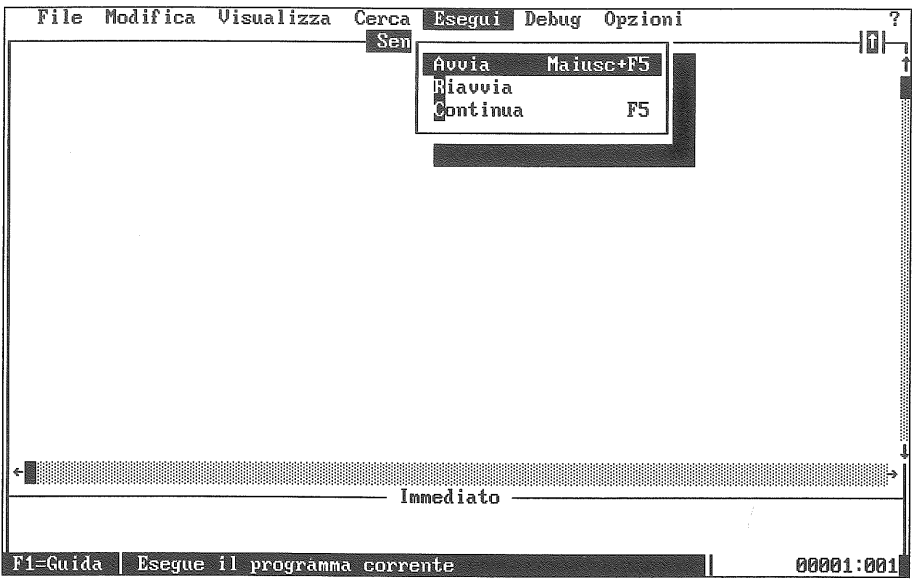 File Modifica Visualizza Cerca Esegui Debug Opzioni ?
Sen
Avvia Maiusc+F5
Riavvia
Continua F5
Immediato
F1=Guida | Esegue il programma corrente 00001:001